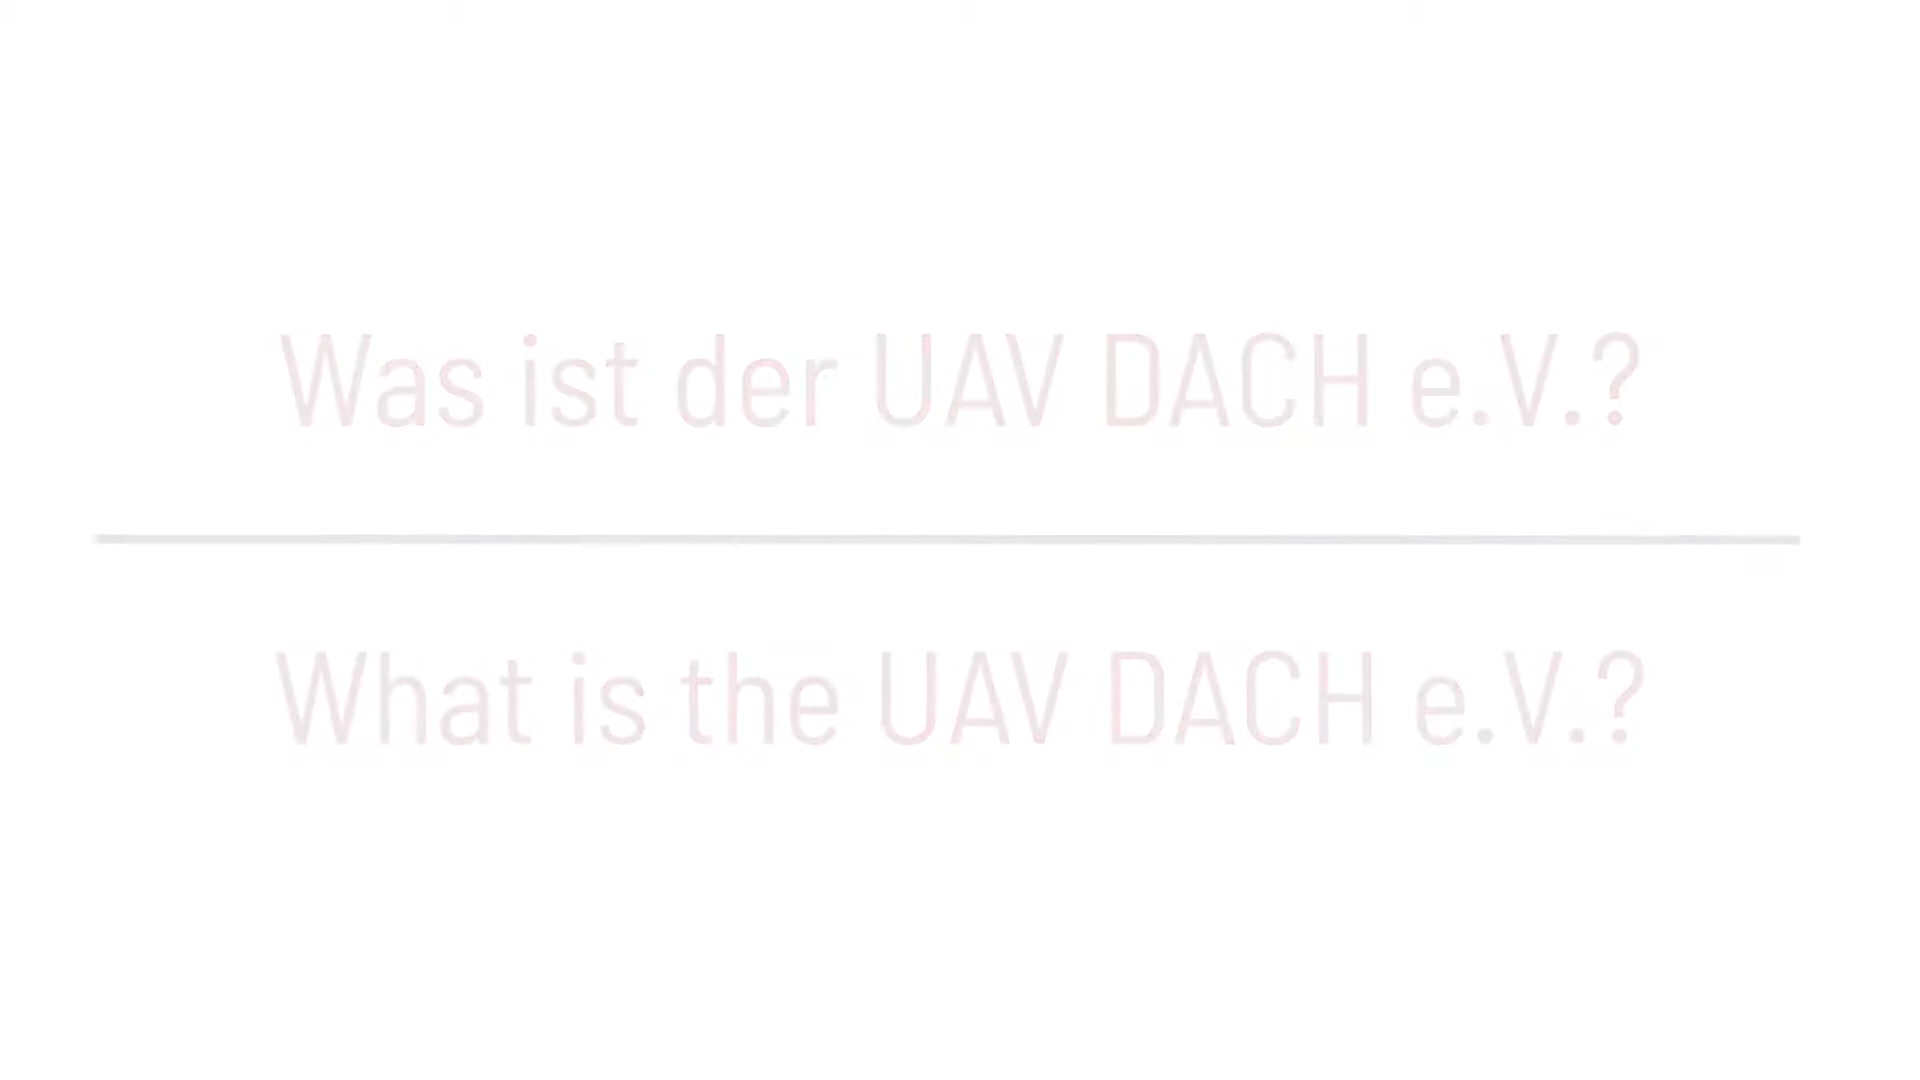 Was ist der UAV DACH e.V.?
What is the UAV DACH e.V.?